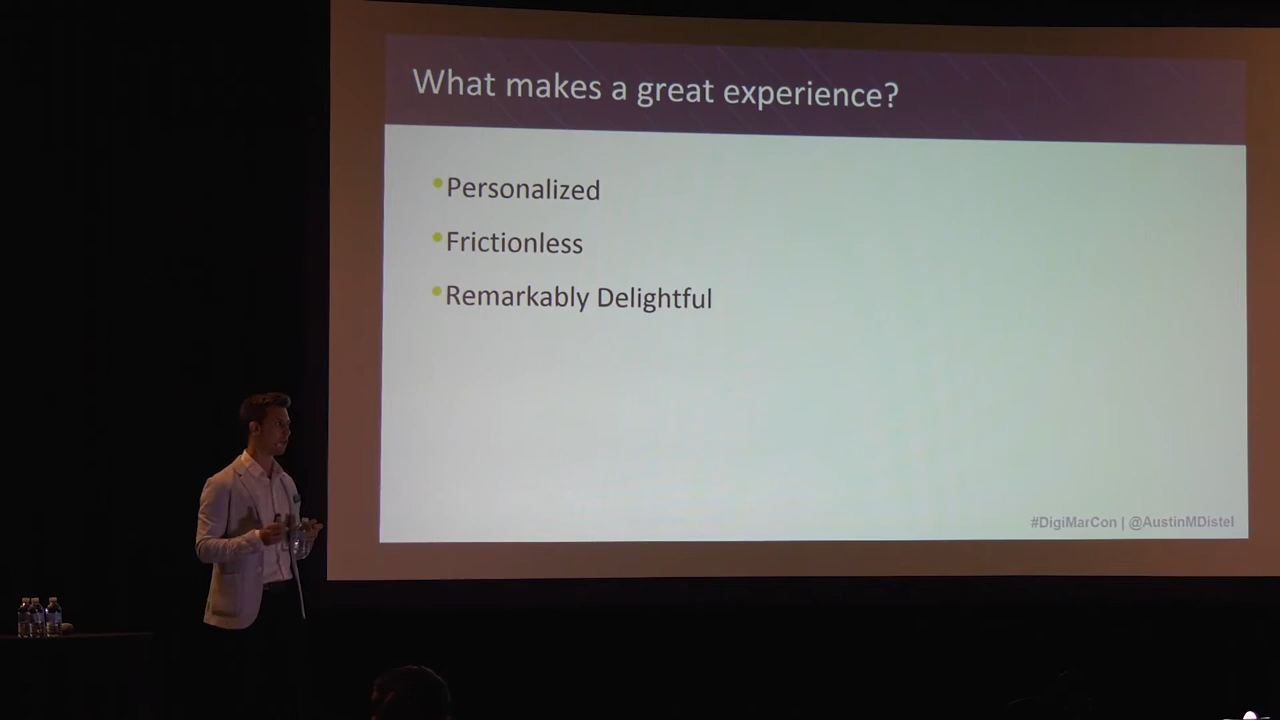 What makes a great experience?
•Personalized
•Frictionless
•Remarkably Delightful
#DigiMarCon | @AustinMDistel